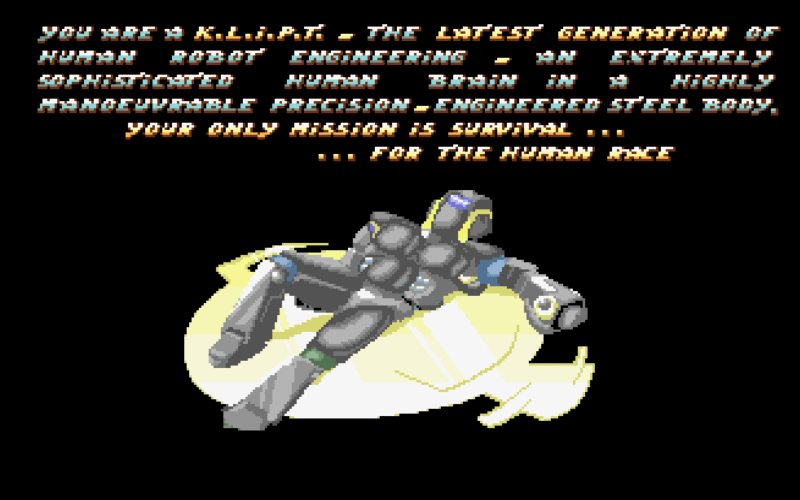 YOU ARE A K.L.I.P.T. - THE LATEST GENERATION OF
HUMAN ROBOT ENGINEERING - AN EXTREMELY
SOPHISTICATED HUMAN BRAIN IN A HIGHLY
MANOEUVRABLE PRECISION-ENGINEERED STEEL BODY.
YOUR ONLY MISSION IS SURVIVAL ...
... FOR THE HUMAN RACE